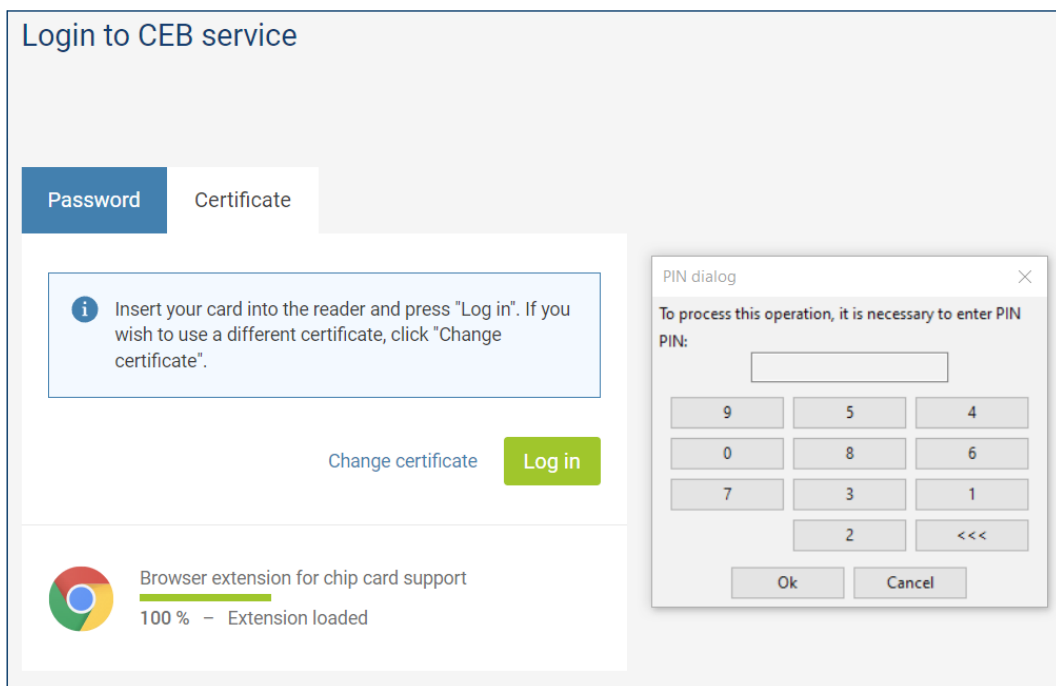 Login to CEB service
Password
Certificate
Insert your card into the reader and press "Log in". If you
wish to use a different certificate, click "Change
certificate".
Change certificate
Log in
Browser extension for chip card support
100 % – Extension loaded
PIN dialog
To process this operation, it is necessary to enter PIN
PIN:
9 5 4
0 8 6
7 3 1
2 <<<
Ok Cancel